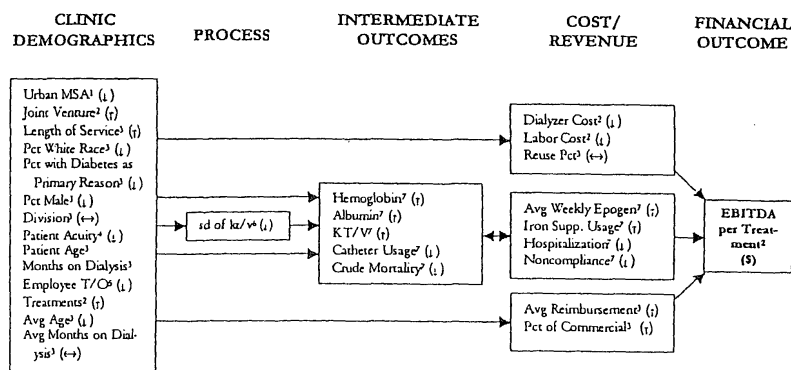 CLINIC DEMOGRAPHICS
PROCESS
INTERMEDIATE OUTCOMES
COST/ REVENUE
FINANCIAL OUTCOME
Urban MSA¹ (↓)
Joint Venture² (↑)
Length of Service³ (↑)
Pct White Race³ (↓)
Pct with Diabetes as
Primary Reason³ (↓)
Pct Male³ (↓)
Division³ (↔)
Patient Acuity⁴ (↓)
Patient Age³
Months on Dialysis³
Employee T/O⁵ (↓)
Treatments² (↑)
Avg Age³ (↓)
Avg Months on Dial-
ysis³ (↔)
sd of kt/v⁶ (↓)
Hemoglobin⁷ (↑)
Albumin⁷ (↑)
KT/V⁷ (↑)
Catheter Usage⁷ (↓)
Crude Mortality⁷ (↓)
Dialyzer Cost² (↓)
Labor Cost² (↓)
Reuse Pct³ (↔)
Avg Weekly Epogen⁷ (↑)
Iron Supp. Usage⁷ (↑)
Hospitalization⁷ (↓)
Noncompliance⁷ (↓)
Avg Reimbursement³ (↑)
Pct of Commercial³ (↑)
EBITDA
per Treat-
ment²
($)